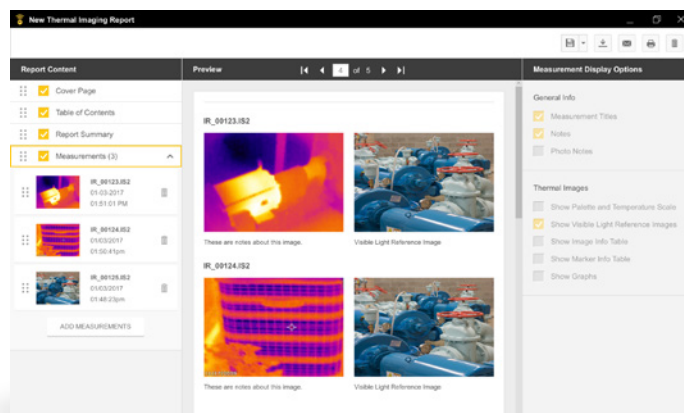 New Thermal Imaging Report
Report Content
Preview
4 of 5
Measurement Display Options
Cover Page
Table of Contents
Report Summary
Measurements (3)
IR_00123.IS2
01-03-2017
01:51:01 PM
IR_00124.IS2
01/03/2017
01:50:41pm
IR_00125.IS2
01/03/2017
01:48:23pm
ADD MEASUREMENTS
IR_00123.IS2
These are notes about this image.
Visible Light Reference Image
IR_00124.IS2
These are notes about this image.
Visible Light Reference Image
General Info
Measurement Titles
Notes
Photo Notes
Thermal Images
Show Palette and Temperature Scale
Show Visible Light Reference Images
Show Image Info Table
Show Marker Info Table
Show Graphs